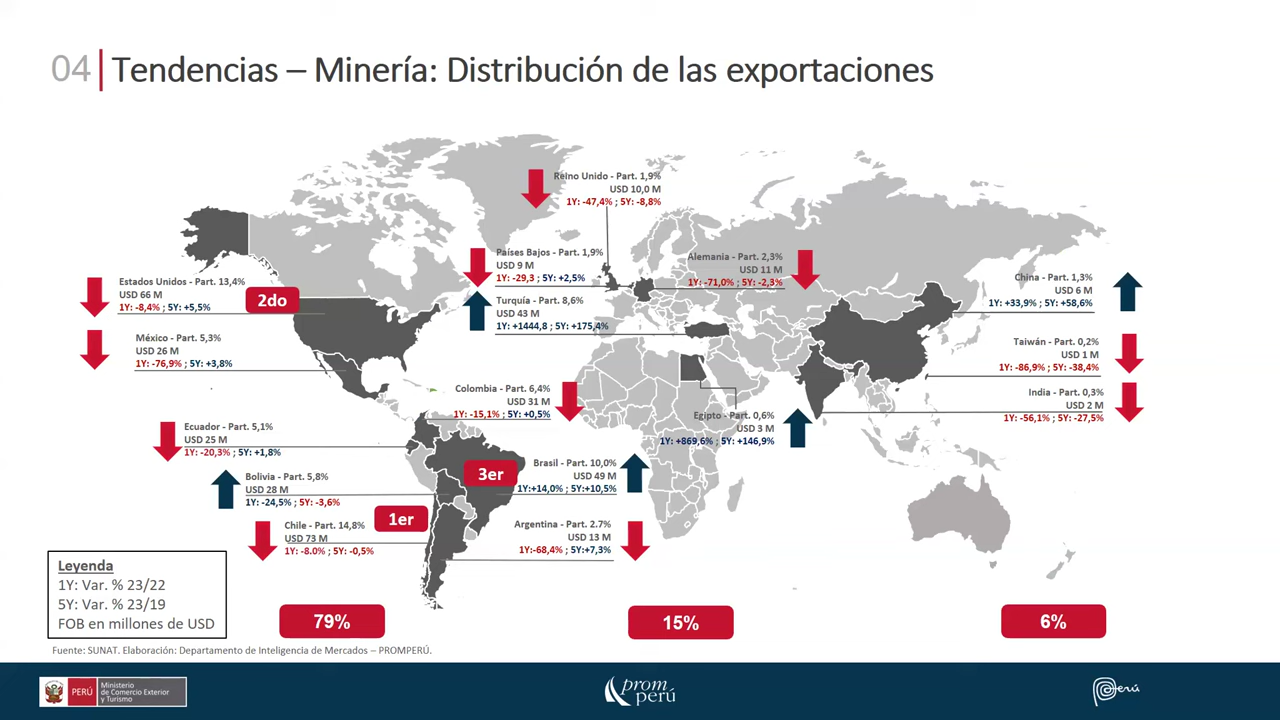 04 | Tendencias – Minería: Distribución de las exportaciones
Reino Unido - Part. 1,9%
USD 10,0 M
1Y: -47,4% ; 5Y: -8,8%
Países Bajos - Part. 1,9%
USD 9 M
1Y: -29,3 ; 5Y: +2,5%
Alemania - Part. 2,3%
USD 11 M
1Y: -71,0% ; 5Y: -2,3%
Estados Unidos - Part. 13,4%
USD 66 M
1Y: -8,4% ; 5Y: +5,5%
2do
Turquía - Part. 8,6%
USD 43 M
1Y: +1444,8 ; 5Y: +175,4%
China - Part. 1,3%
USD 6 M
1Y: +33,9% ; 5Y: +58,6%
México - Part. 5,3%
USD 26 M
1Y: -76,9% ; 5Y: +3,8%
Taiwán - Part. 0,2%
USD 1 M
1Y: -86,9% ; 5Y: -38,4%
Colombia - Part. 6,4%
USD 31 M
1Y: -15,1% ; 5Y: +0,5%
India - Part. 0,3%
USD 2 M
1Y: -56,1% ; 5Y: -27,5%
Egipto - Part. 0,6%
USD 3 M
1Y: +869,6% ; 5Y: +146,9%
Ecuador - Part. 5,1%
USD 25 M
1Y: -20,3% ; 5Y: +1,8%
Brasil - Part. 10,0%
USD 49 M
1Y:+14,0% ; 5Y:+10,5%
3er
Bolivia - Part. 5,8%
USD 28 M
1Y: -24,5% ; 5Y: -3,6%
Chile - Part. 14,8%
USD 73 M
1Y: -8.0% ; 5Y: -0,5%
1er
Argentina - Part. 2.7%
USD 13 M
1Y:-68,4% ; 5Y:+7,3%
Leyenda
1Y: Var. % 23/22
5Y: Var. % 23/19
FOB en millones de USD
79%
15%
6%
Fuente: SUNAT. Elaboración: Departamento de Inteligencia de Mercados – PROMPERÚ.
PERÚ
Ministerio
de Comercio Exterior
y Turismo
prom
perú
Perú